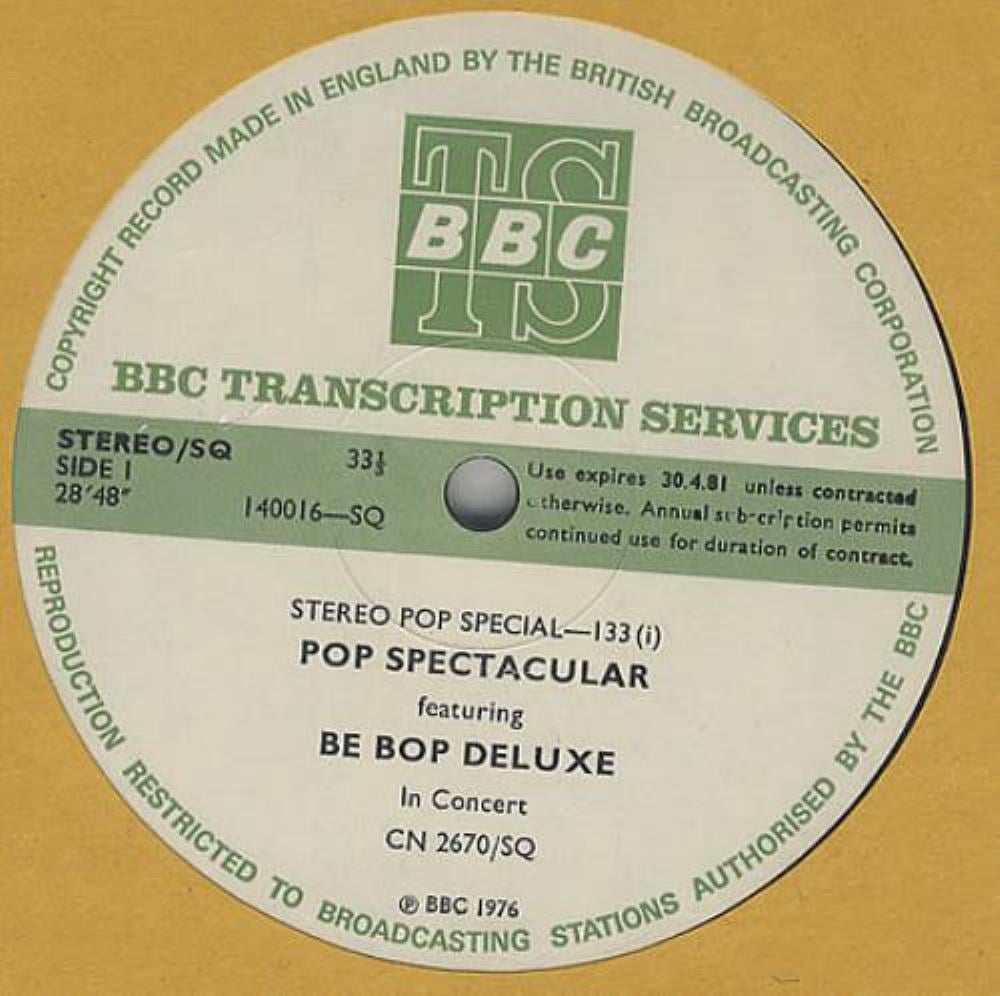 COPYRIGHT RECORD MADE IN ENGLAND BY THE BRITISH BROADCASTING CORPORATION
TS
BBC
BBC TRANSCRIPTION SERVICES
STEREO/SQ
SIDE 1
28′48″
33⅓
140016—SQ
Use expires 30.4.81 unless contracted
otherwise. Annual subscription permits
continued use for duration of contract.
STEREO POP SPECIAL—133 (i)
POP SPECTACULAR
featuring
BE BOP DELUXE
In Concert
CN 2670/SQ
℗ BBC 1976
REPRODUCTION RESTRICTED TO BROADCASTING STATIONS AUTHORISED BY THE BBC